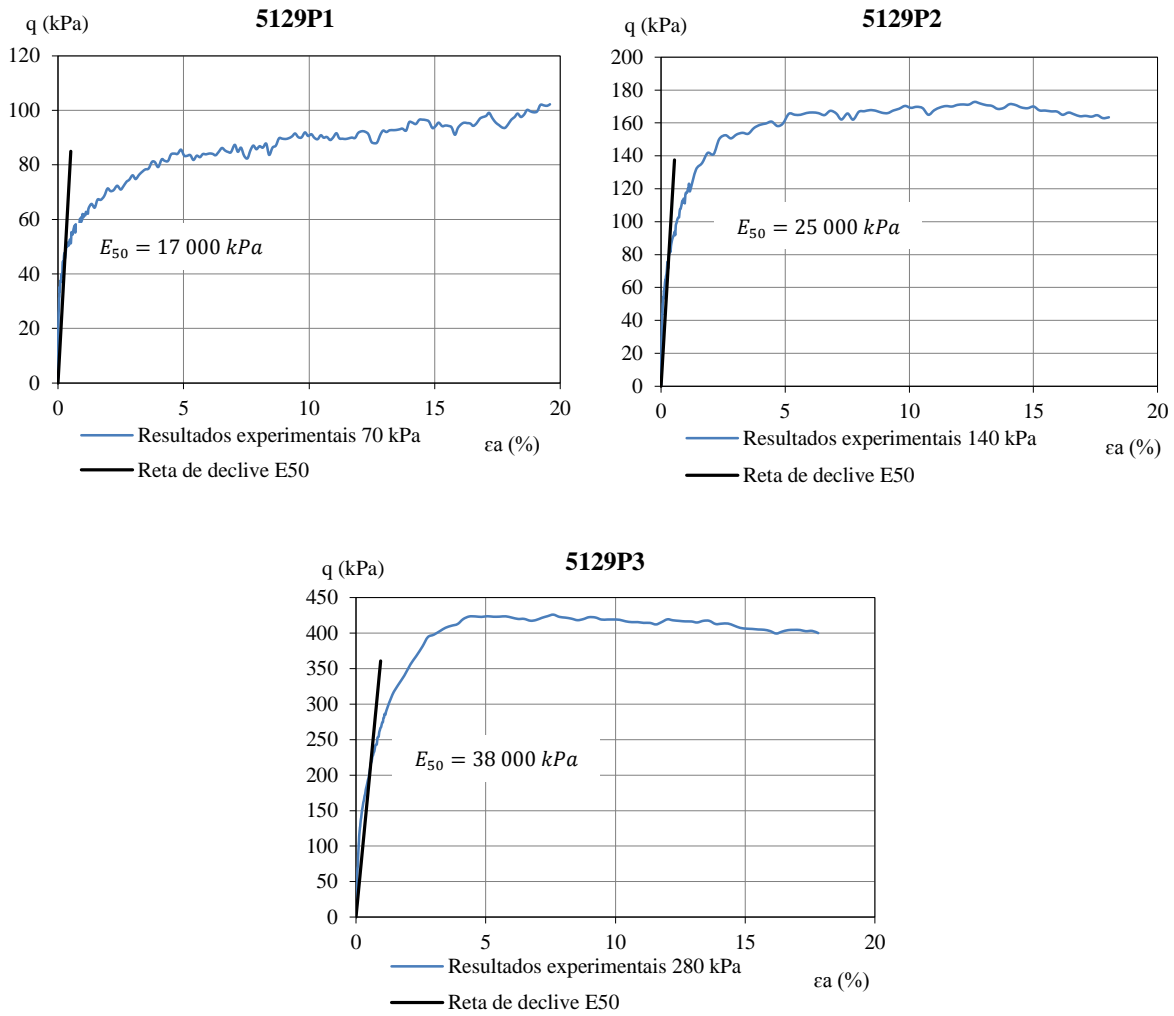 5129P1
q (kPa)
120
100
80
60
40
20
0
E50 = 17 000 kPa
0
5
10
15
20
Resultados experimentais 70 kPa
εa (%)
Reta de declive E50
5129P2
q (kPa)
200
180
160
140
120
100
80
60
40
20
0
E50 = 25 000 kPa
0
5
10
15
20
Resultados experimentais 140 kPa
εa (%)
Reta de declive E50
5129P3
q (kPa)
450
400
350
300
250
200
150
100
50
0
E50 = 38 000 kPa
0
5
10
15
20
Resultados experimentais 280 kPa
εa (%)
Reta de declive E50